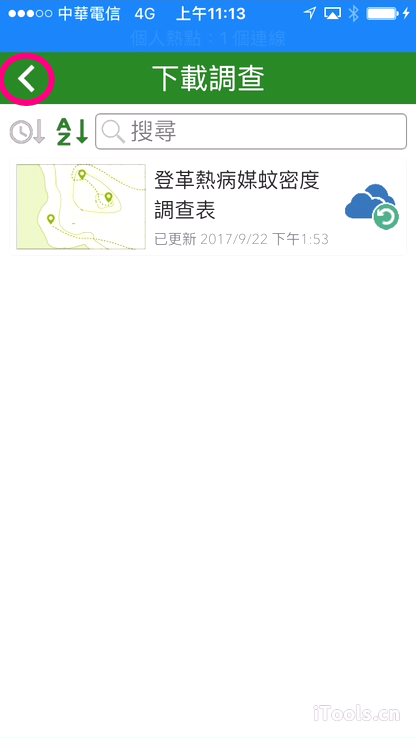 中華電信 4G 上午11:13
個人熱點：1 個連線
下載調查
AZ 搜尋
登革熱病媒蚊密度
調查表
已更新 2017/9/22 下午1:53
iTools.cn